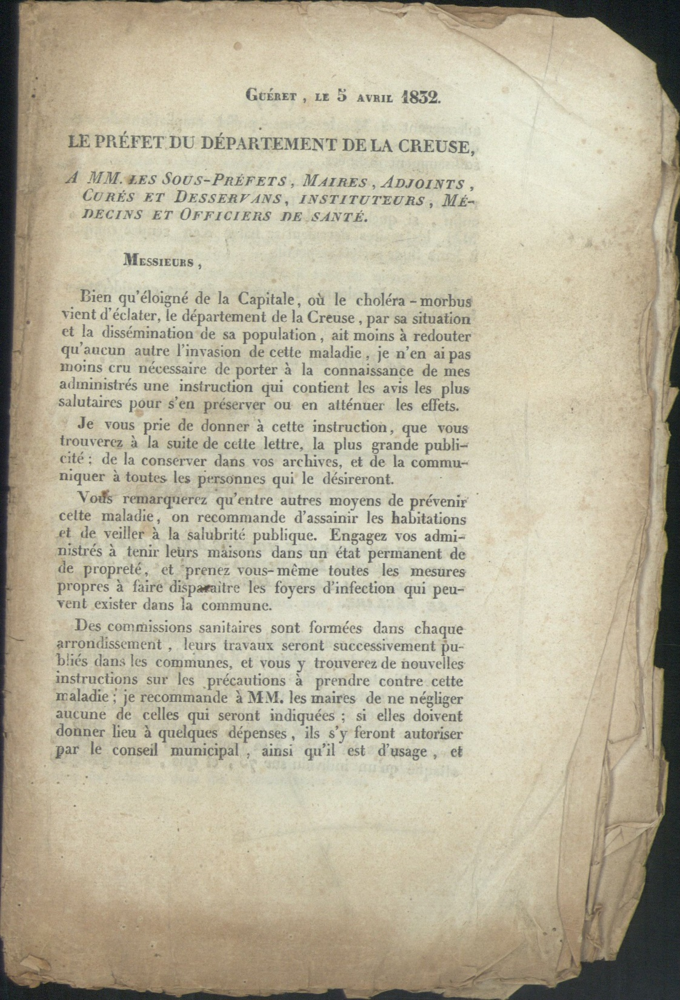 Guéret , le 5 avril 1832.
LE PRÉFET DU DÉPARTEMENT DE LA CREUSE,
A MM. les Sous-Préfets , Maires , Adjoints ,
Curés et Desservans , instituteurs , Mé-
decins et Officiers de santé.
Messieurs ,
Bien qu'éloigné de la Capitale, où le choléra-morbus
vient d'éclater, le département de la Creuse , par sa situation
et la dissémination de sa population , ait moins à redouter
qu'aucun autre l'invasion de cette maladie , je n'en ai pas
moins cru nécessaire de porter à la connaissance de mes
administrés une instruction qui contient les avis les plus
salutaires pour s'en préserver ou en atténuer les effets.
Je vous prie de donner à cette instruction, que vous
trouverez à la suite de cette lettre, la plus grande publi-
cité ; de la conserver dans vos archives, et de la commu-
niquer à toutes les personnes qui le désireront.
Vous remarquerez qu'entre autres moyens de prévenir
cette maladie, on recommande d'assainir les habitations
et de veiller à la salubrité publique. Engagez vos admi-
nistrés à tenir leurs maisons dans un état permanent de
de propreté, et prenez vous-même toutes les mesures
propres à faire disparaître les foyers d'infection qui peu-
vent exister dans la commune.
Des commissions sanitaires sont formées dans chaque
arrondissement , leurs travaux seront successivement pu-
bliés dans les communes, et vous y trouverez de nouvelles
instructions sur les précautions à prendre contre cette
maladie ; je recommande à MM. les maires de ne négliger
aucune de celles qui seront indiquées ; si elles doivent
donner lieu à quelques dépenses , ils s'y feront autoriser
par le conseil municipal , ainsi qu'il est d'usage , et